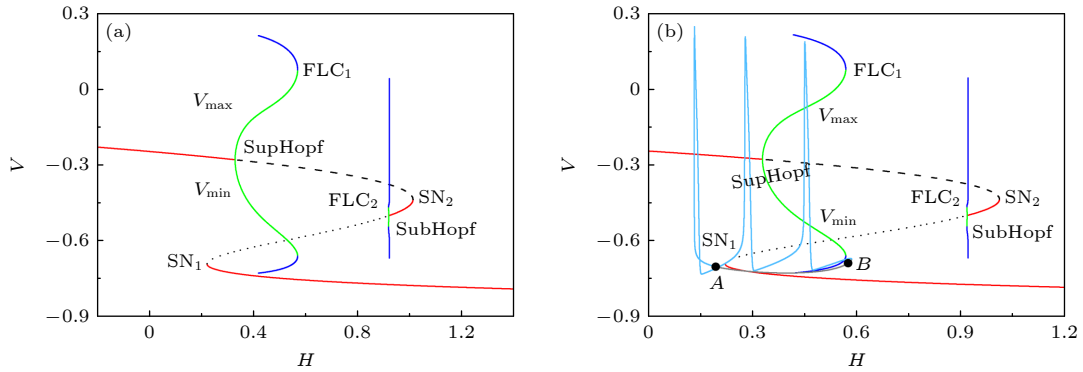 (a)
0.3
0
−0.3
−0.6
−0.9
V
FLC₁
Vmax
SupHopf
Vmin
FLC₂
SN₂
SubHopf
SN₁
0
0.4
0.8
1.2
H
(b)
0.3
0
−0.3
−0.6
−0.9
V
FLC₁
Vmax
SupHopf
Vmin
FLC₂
SN₂
SubHopf
SN₁
A
B
0
0.3
0.6
0.9
1.2
H